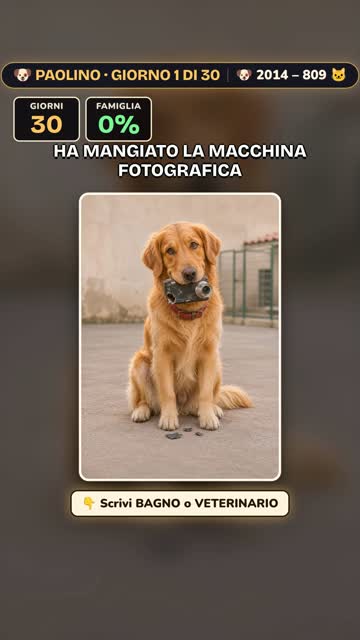 🐶 PAOLINO · GIORNO 1 DI 30 | 🐶 2014 – 809 🐱
GIORNI
30
FAMIGLIA
0%
HA MANGIATO LA MACCHINA
FOTOGRAFICA
👇 Scrivi BAGNO o VETERINARIO